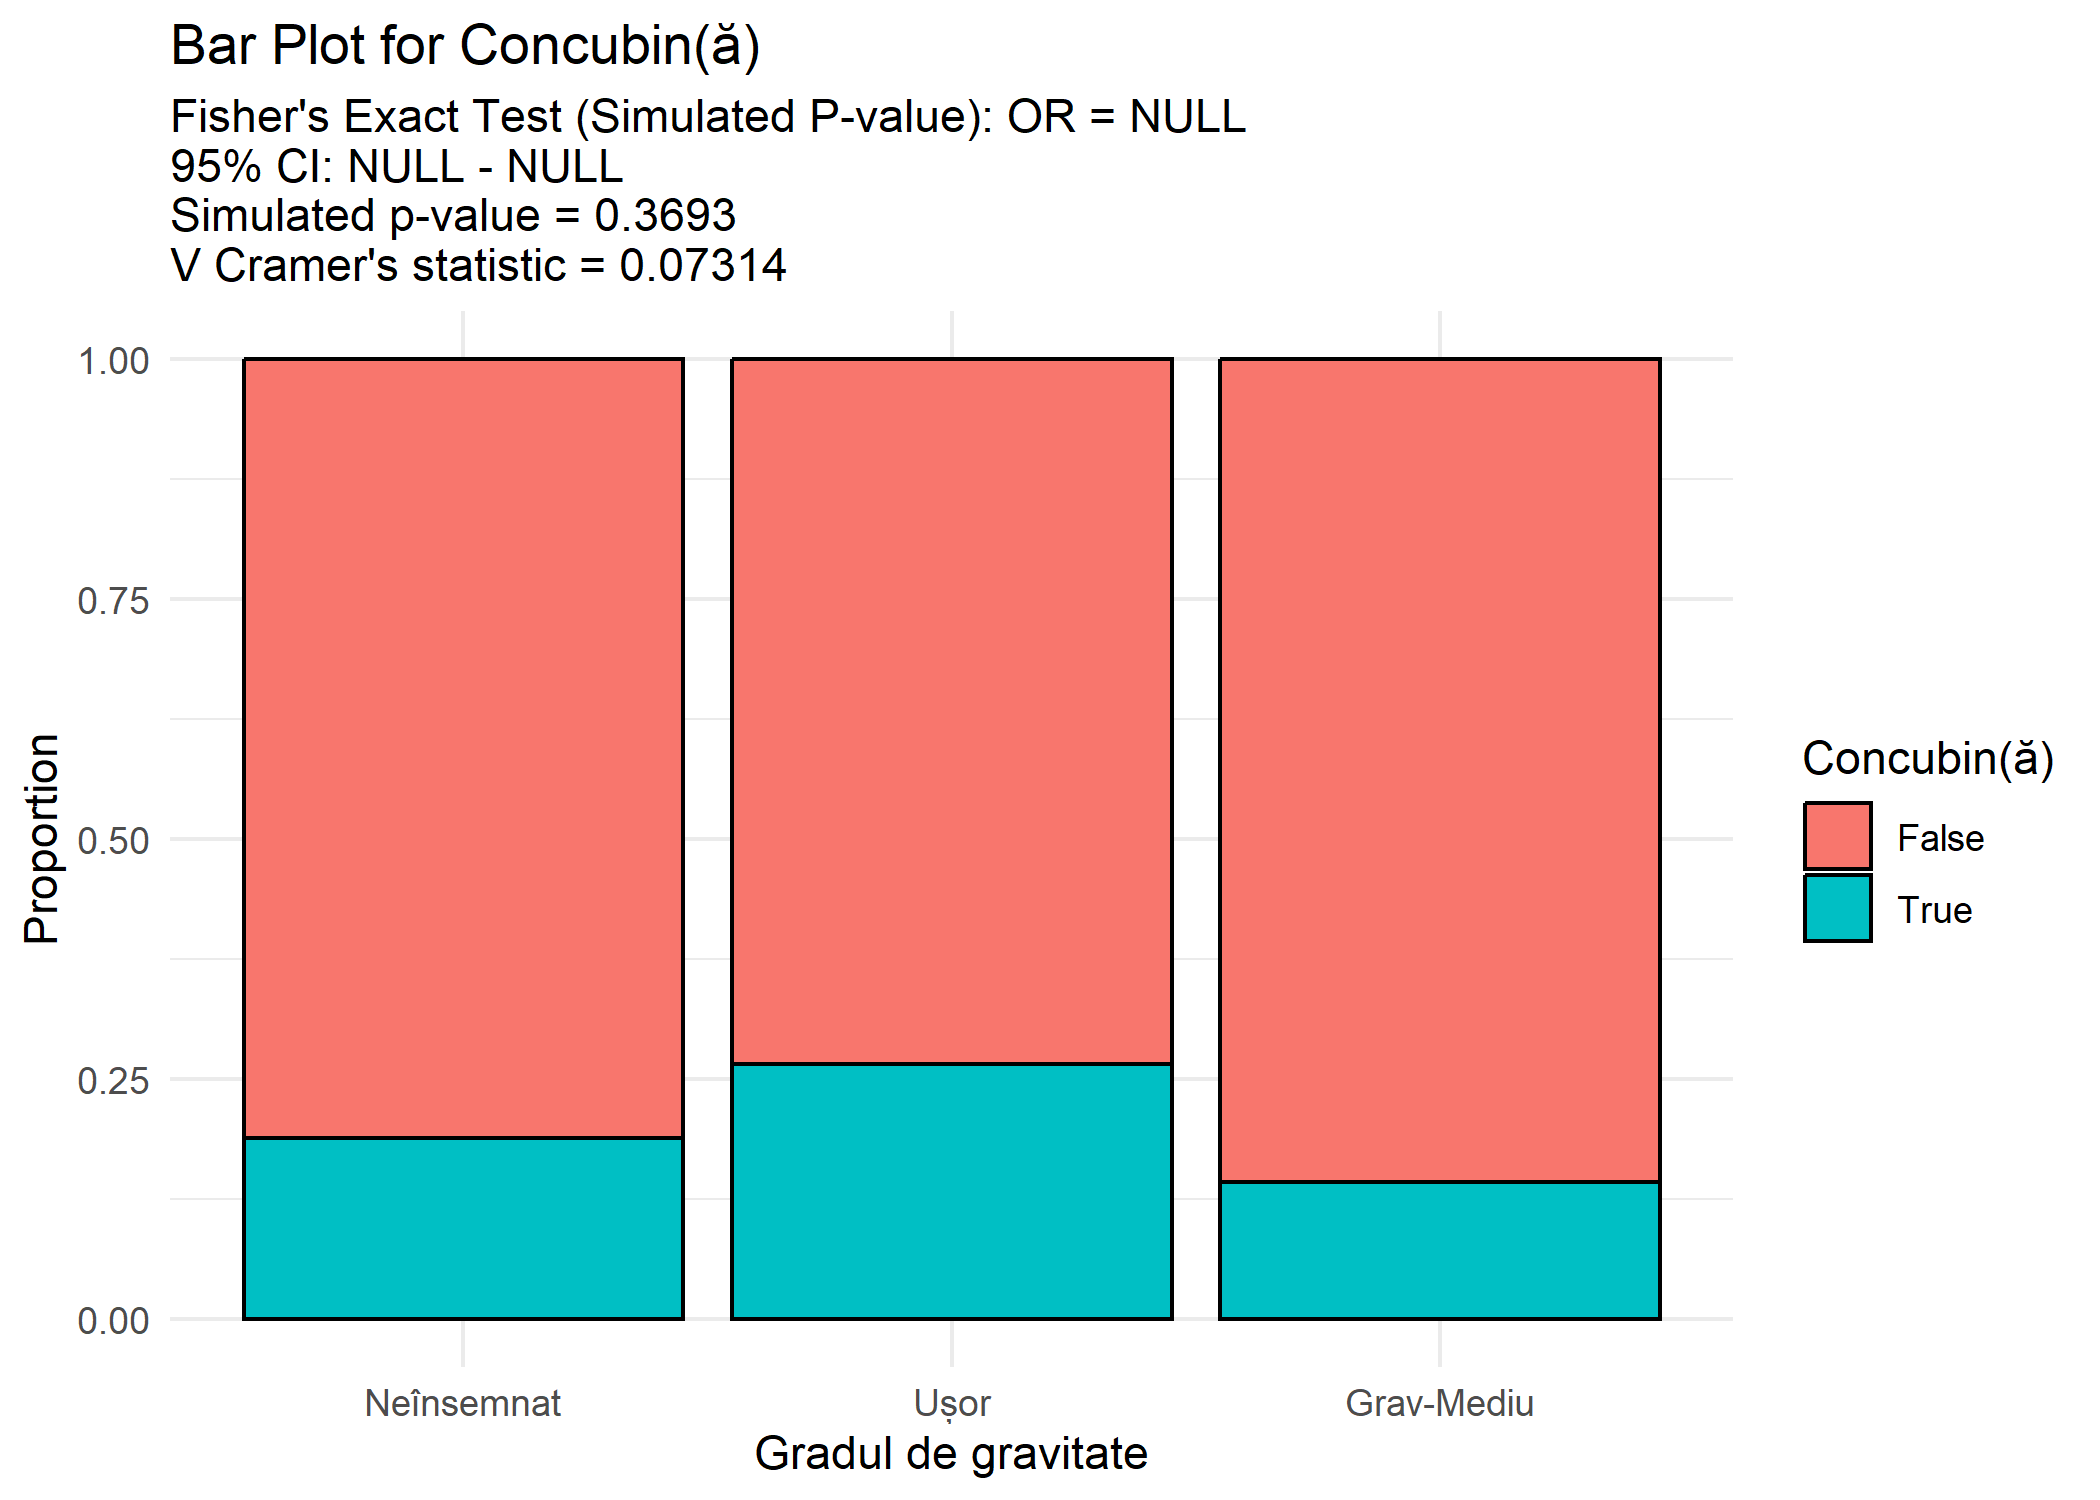 Bar Plot for Concubin(ă)
Fisher's Exact Test (Simulated P-value): OR = NULL
95% CI: NULL - NULL
Simulated p-value = 0.3693
V Cramer's statistic = 0.07314
1.00
0.75
0.50
0.25
0.00
Proportion
Neînsemnat
Ușor
Grav-Mediu
Gradul de gravitate
Concubin(ă)
False
True